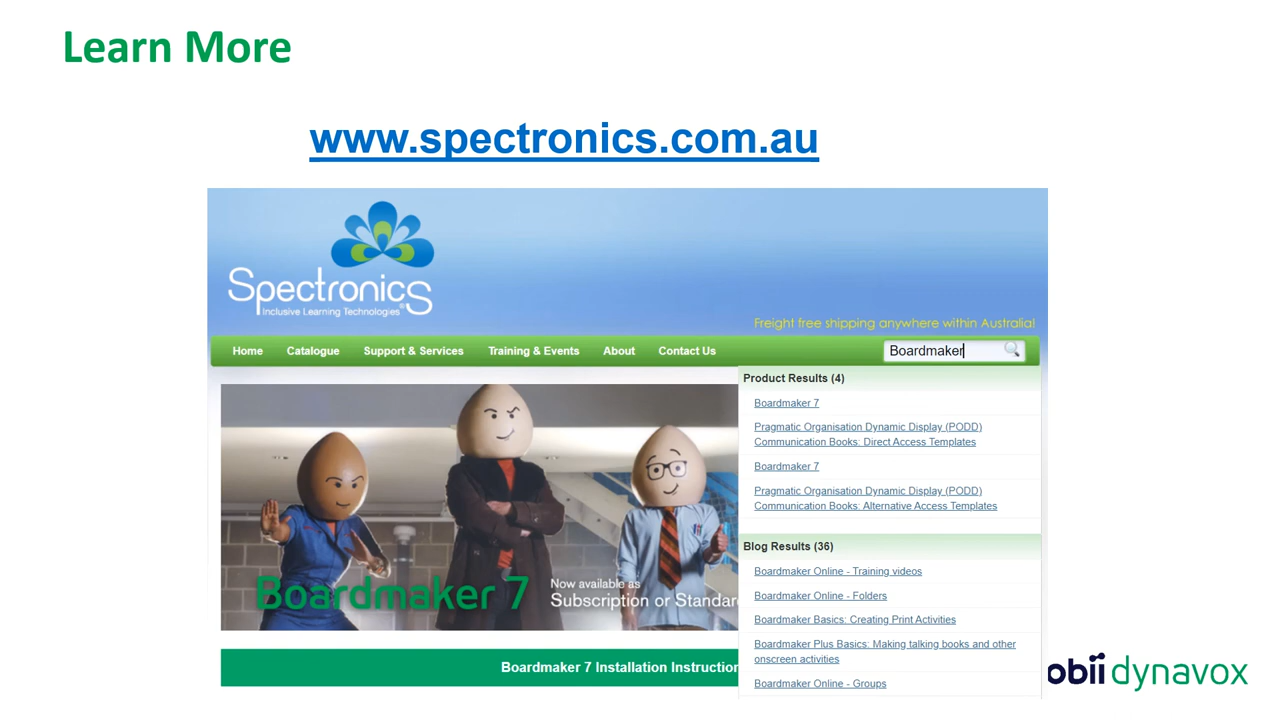 Learn More
www.spectronics.com.au
Spectronics
Inclusive Learning Technologies®
Freight free shipping anywhere within Australia!
Home Catalogue Support & Services Training & Events About Contact Us Boardmaker
Product Results (4)
Boardmaker 7
Pragmatic Organisation Dynamic Display (PODD)
Communication Books: Direct Access Templates
Boardmaker 7
Pragmatic Organisation Dynamic Display (PODD)
Communication Books: Alternative Access Templates
Blog Results (36)
Boardmaker Online - Training videos
Boardmaker Online - Folders
Boardmaker Basics: Creating Print Activities
Boardmaker Plus Basics: Making talking books and other
onscreen activities
Boardmaker Online - Groups
Boardmaker 7
Now available as
Subscription or Standard
Boardmaker 7 Installation Instruction
obii dynavox